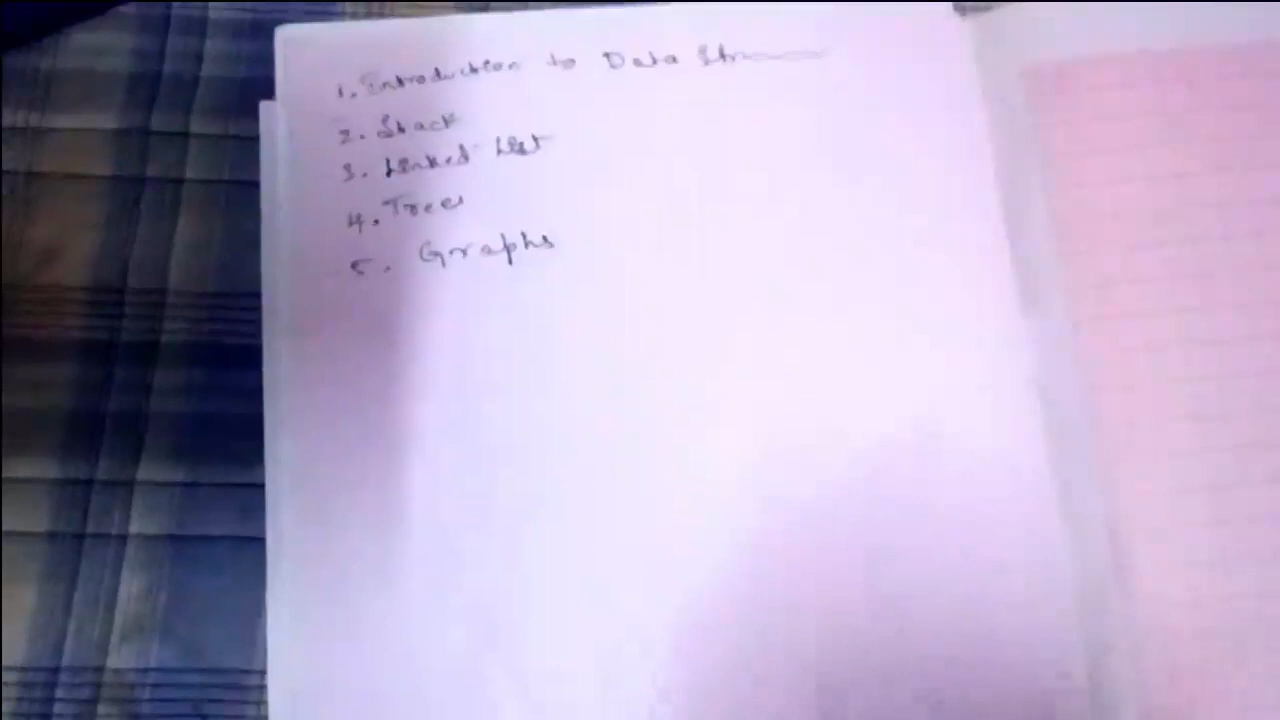 1. Introduction to Data
2. Stack
3. Linked List
4. Trees
5. Graphs